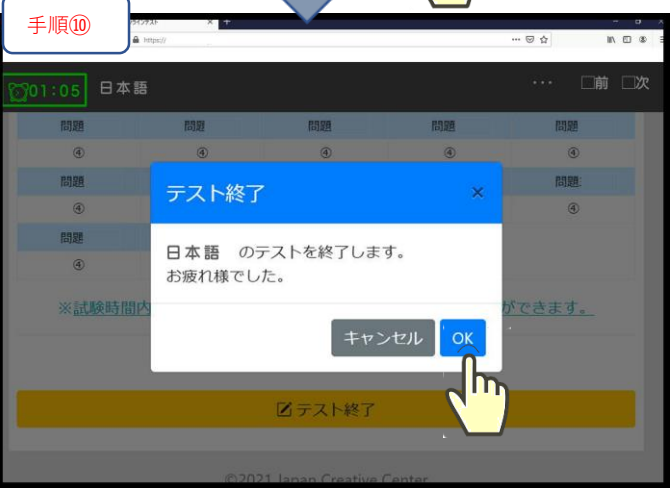 手順⑩
https://
01:05 日本語 ... 前 次
問題 問題 問題 問題 問題
④ ④ ④ ④ ④
問題 問題
④ ④
問題
④
テスト終了 ×
日本語 のテストを終了します。
お疲れ様でした。
※試験時間内 ができます。
キャンセル OK
テスト終了
©2021 Japan Creative Center